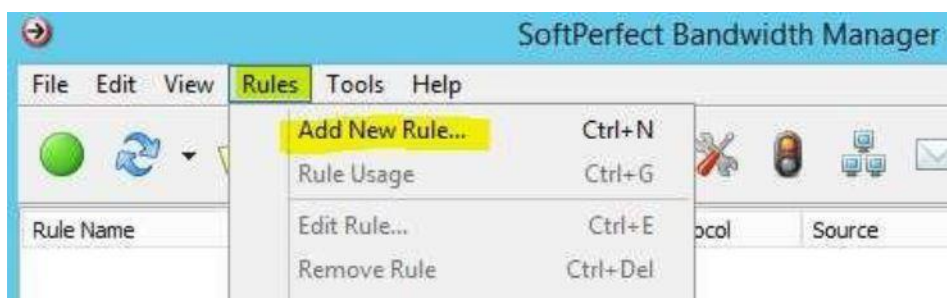 SoftPerfect Bandwidth Manager
File Edit View Rules Tools Help
Add New Rule... Ctrl+N
Rule Usage Ctrl+G
Edit Rule... Ctrl+E
Remove Rule Ctrl+Del
Rule Name ocol Source